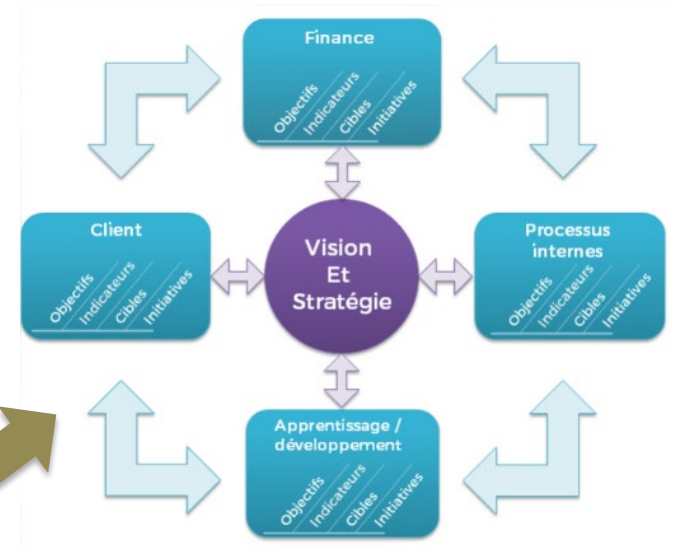 Finance
Objectifs
Indicateurs
Cibles
Initiatives
Client
Objectifs
Indicateurs
Cibles
Initiatives
Vision
Et
Stratégie
Processus
internes
Objectifs
Indicateurs
Cibles
Initiatives
Apprentissage /
développement
Objectifs
Indicateurs
Cibles
Initiatives